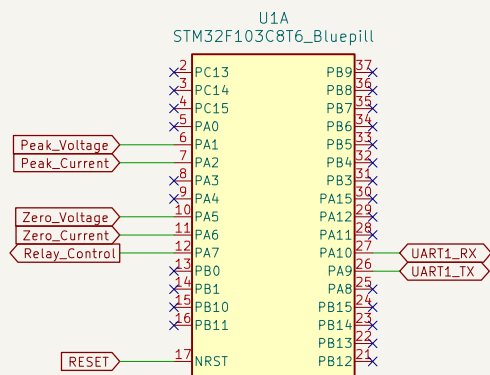 U1A
STM32F103C8T6_Bluepill
2 PC13 PB9 37
3 PC14 PB8 36
4 PC15 PB7 35
5 PA0 PB6 34
Peak_Voltage 6 PA1 PB5 33
Peak_Current 7 PA2 PB4 32
8 PA3 PB3 31
9 PA4 PA15 30
Zero_Voltage 10 PA5 PA12 29
Zero_Current 11 PA6 PA11 28
Relay_Control 12 PA7 PA10 27 UART1_RX
13 PB0 PA9 26 UART1_TX
14 PB1 PA8 25
15 PB10 PB15 24
16 PB11 PB14 23
PB13 22
RESET 17 NRST PB12 21